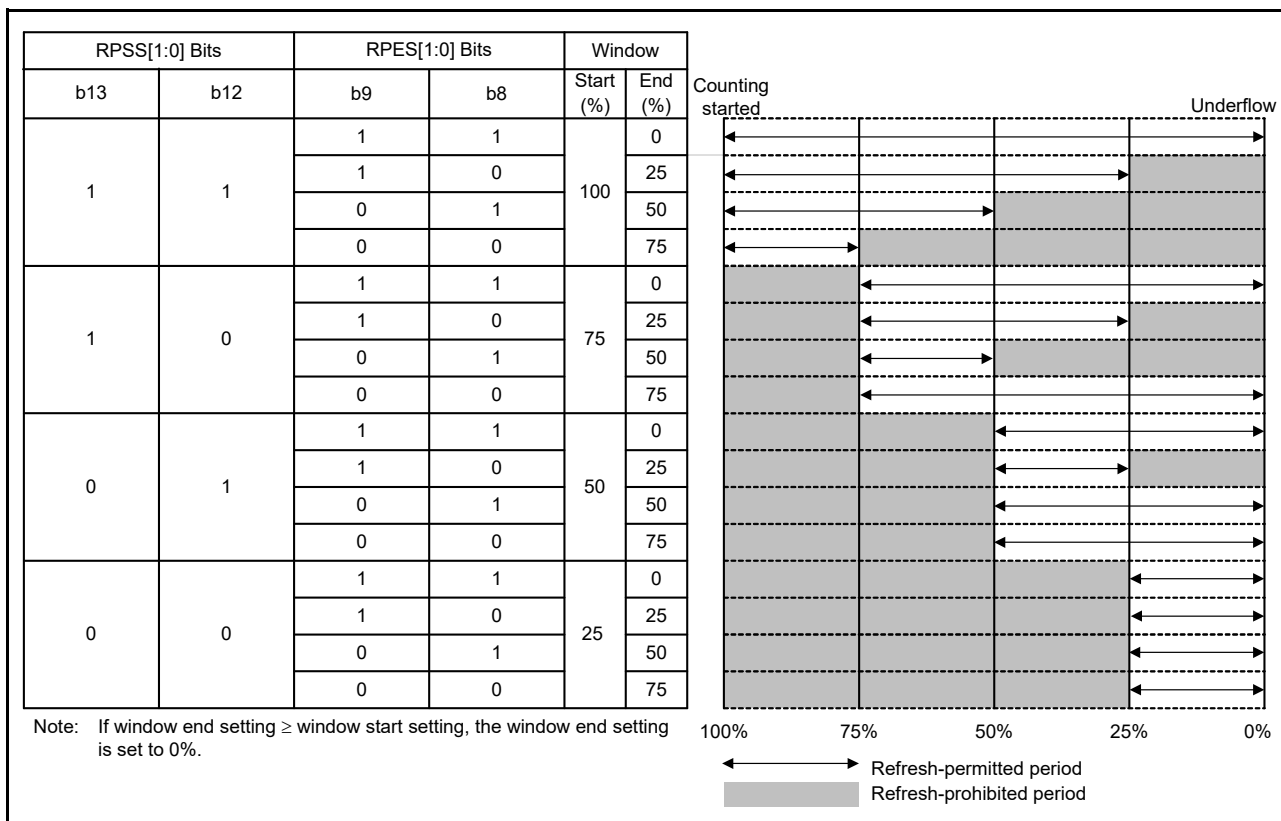 RPSS[1:0] Bits RPES[1:0] Bits Window
b13 b12 b9 b8 Start (%) End (%)
Counting started Underflow
1 1 0
1 0 25
1 1 100
0 1 50
0 0 75
1 1 0
1 0 25
1 0 75
0 1 50
0 0 75
1 1 0
1 0 25
0 1 50
0 1 50
0 0 75
1 1 0
1 0 25
0 0 25
0 1 50
0 0 75
Note: If window end setting ≥ window start setting, the window end setting
is set to 0%.
100% 75% 50% 25% 0%
Refresh-permitted period
Refresh-prohibited period